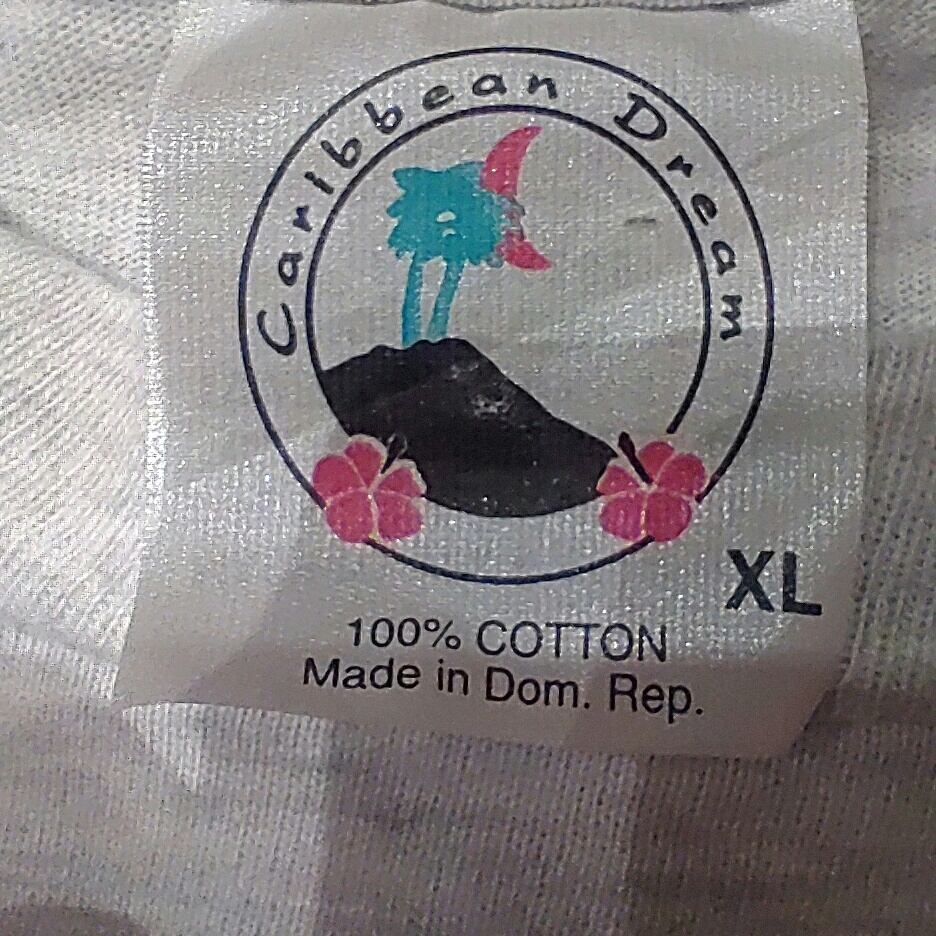 Caribbean Dream
XL
100% COTTON
Made in Dom. Rep.